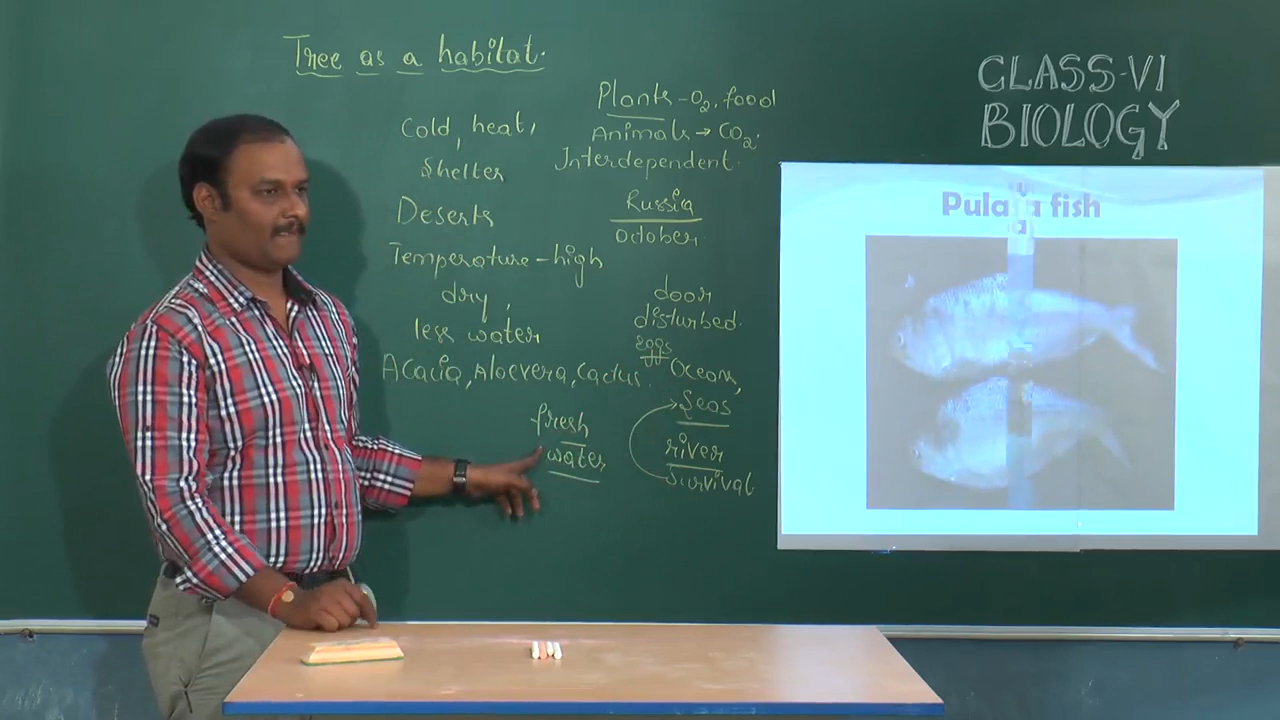 Tree as a habitat.
Cold, heat,
Shelter
Deserts
Temperature - high
dry,
less water
Acacia, Aloevera, Cactus.
fresh
water
Plants - O2, food
Animals → CO2.
Interdependent.
Russia
October
door
disturbed.
eggs
Oceans,
Seas
river
Survival
CLASS-VI
BIOLOGY
fish